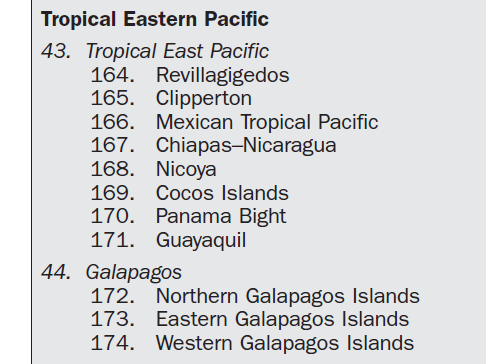 Tropical Eastern Pacific
43. Tropical East Pacific
164. Revillagigedos
165. Clipperton
166. Mexican Tropical Pacific
167. Chiapas–Nicaragua
168. Nicoya
169. Cocos Islands
170. Panama Bight
171. Guayaquil
44. Galapagos
172. Northern Galapagos Islands
173. Eastern Galapagos Islands
174. Western Galapagos Islands